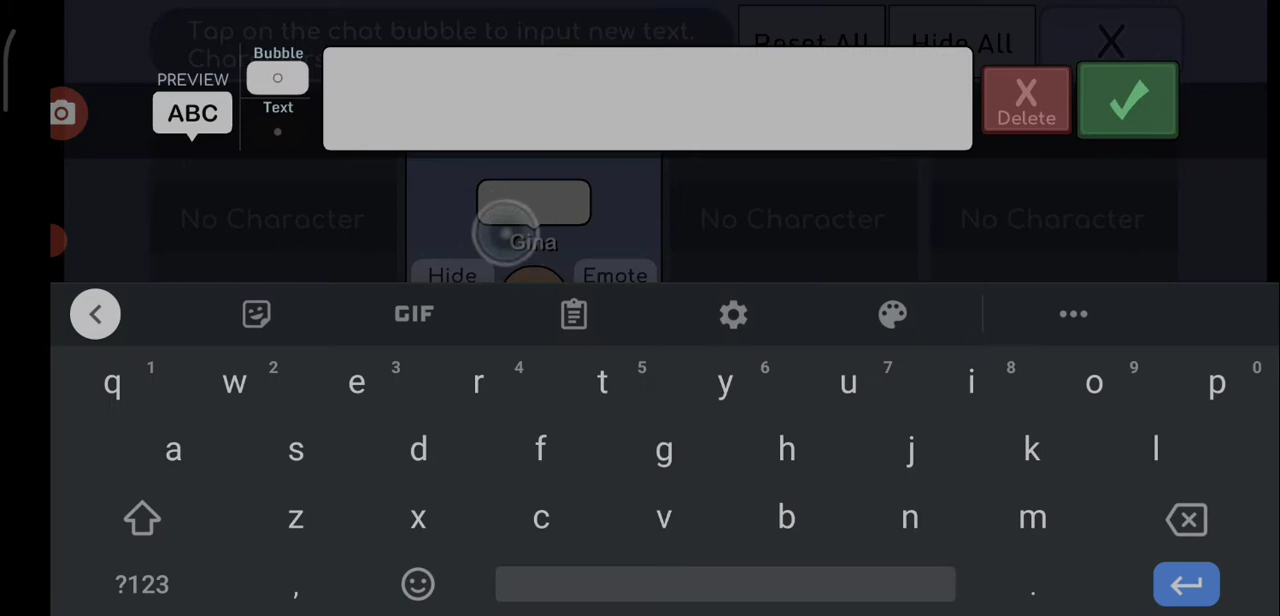 Tap on the chat bubble to input new text.
Reset All
Hide All
X
Bubble
PREVIEW
ABC
Text
X
Delete
No Character
Gina
No Character
No Character
Hide
Emote
GIF
q 1 w 2 e 3 r 4 t 5 y 6 u 7 i 8 o 9 p 0
a s d f g h j k l
z x c v b n m
?123 , .